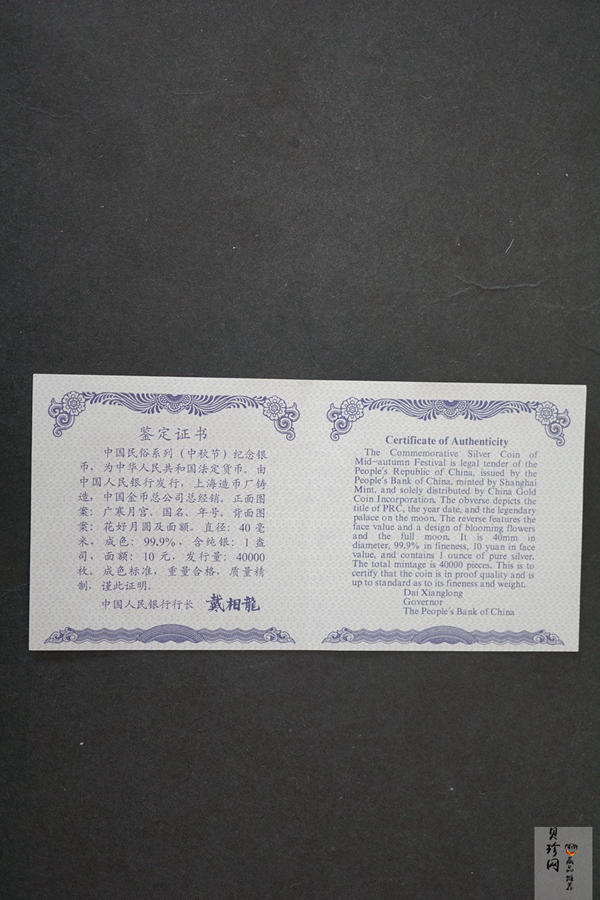 鉴定证书
中国民俗系列（中秋节）纪念银
币，为中华人民共和国法定货币。由
中国人民银行发行，上海造币厂铸
造，中国金币总公司总经销，正面图
案：广寒月宫、国名、年号。背面图
案：花好月圆及面额。直径：40毫
米，成色：99.9%，含纯银：1盎
司，面额：10元，发行量：40000
枚。成色标准，重量合格，质量精
制，谨此证明。
中国人民银行行长 戴相龍
Certificate of Authenticity
The Commemorative Silver Coin of
Mid-autumn Festival is legal tender of the
People's Republic of China, issued by the
People's Bank of China, minted by Shanghai
Mint, and solely distributed by China Gold
Coin Incorporation. The obverse depicts the
title of PRC, the year date, and the legendary
palace on the moon. The reverse features the
face value and a design of blooming flowers
and the full moon. It is 40mm in
diameter, 99.9% in fineness, 10 yuan in face
value, and contains 1 ounce of pure silver.
The total mintage is 40000 pieces. This is to
certify that the coin is in proof quality and is
up to standard as to its fineness and weight.
Dai Xianglong
Governor
The People's Bank of China
贝珍网
藏品推荐